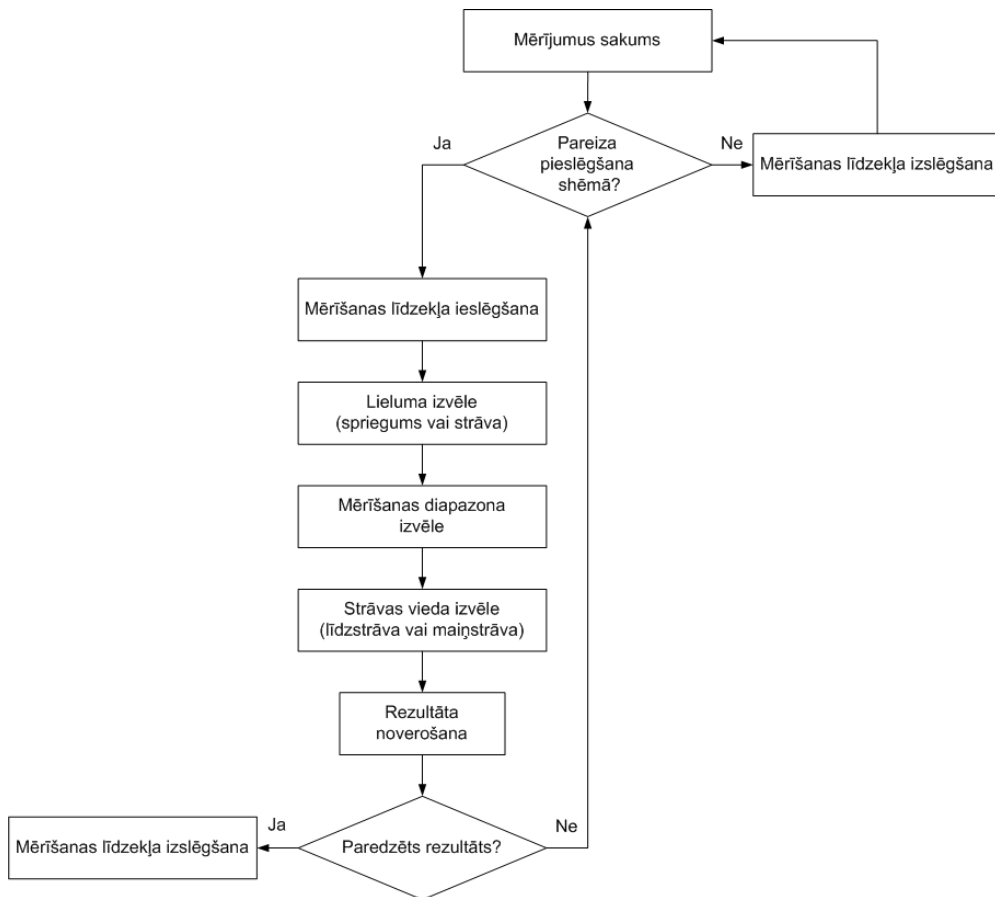 Mērījumus sakums
Ja
Pareiza
pieslēgšana
shēmā?
Ne
Mērīšanas līdzekļa izslēgšana
Mērīšanas līdzekļa ieslēgšana
Lieluma izvēle
(spriegums vai strāva)
Mērīšanas diapazona
izvēle
Strāvas vieda izvēle
(līdzstrāva vai maiņstrāva)
Rezultāta
noverošana
Mērīšanas līdzekļa izslēgšana
Ja
Paredzēts rezultāts?
Ne